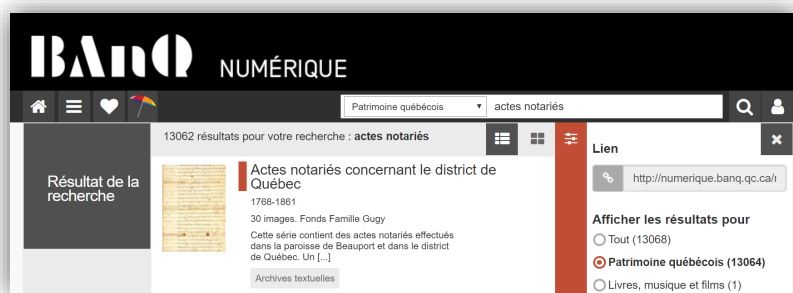 BAnQ NUMÉRIQUE
Patrimoine québécois
actes notariés
Résultat de la
recherche
13062 résultats pour votre recherche : actes notariés
Actes notariés concernant le district de
Québec
1768-1861
30 images. Fonds Famille Gugy
Cette série contient des actes notariés effectués
dans la paroisse de Beauport et dans le district
de Québec. Un [...]
Archives textuelles
Lien
http://numerique.banq.qc.ca/r
Afficher les résultats pour
Tout (13068)
Patrimoine québécois (13064)
Livres, musique et films (1)